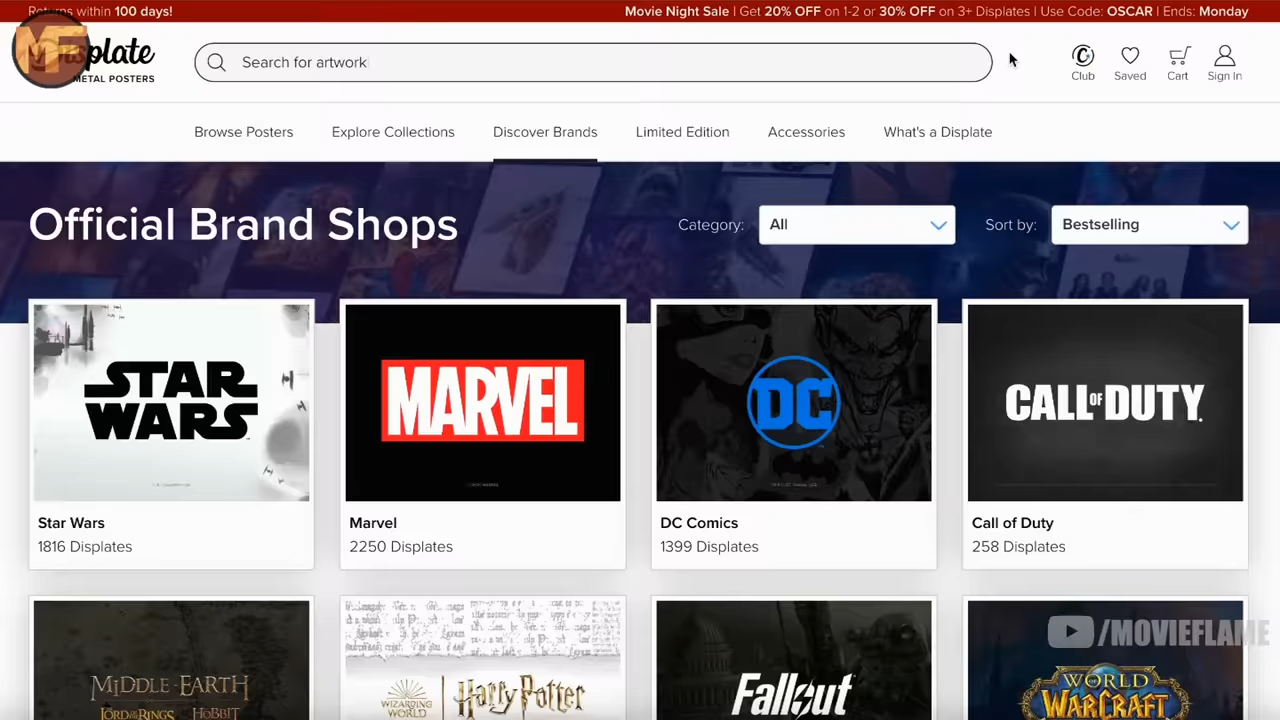 Returns within 100 days!
Movie Night Sale | Get 20% OFF on 1-2 or 30% OFF on 3+ Displates | Use Code: OSCAR | Ends: Monday
MF
Displate
METAL POSTERS
Search for artwork
Club
Saved
Cart
Sign In
Browse Posters
Explore Collections
Discover Brands
Limited Edition
Accessories
What's a Displate
Official Brand Shops
Category:
All
Sort by:
Bestselling
STAR
WARS
MARVEL
DC
CALL OF DUTY
Star Wars
1816 Displates
Marvel
2250 Displates
DC Comics
1399 Displates
Call of Duty
258 Displates
MIDDLE-EARTH
THE LORD OF THE RINGS
THE HOBBIT
WIZARDING
WORLD
Harry Potter
Fallout
WORLD
WARCRAFT
/MOVIEFLAME